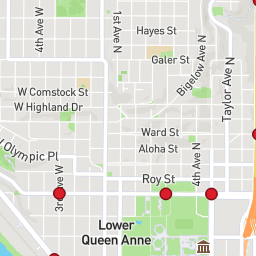 4th Ave W
1st Ave N
Hayes St
Galer St
Bigelow Ave N
Taylor Ave N
W Comstock St
W Highland Dr
Ward St
Aloha St
Olympic Pl
4th Ave N
3rd Ave W
Roy St
Lower
Queen Anne